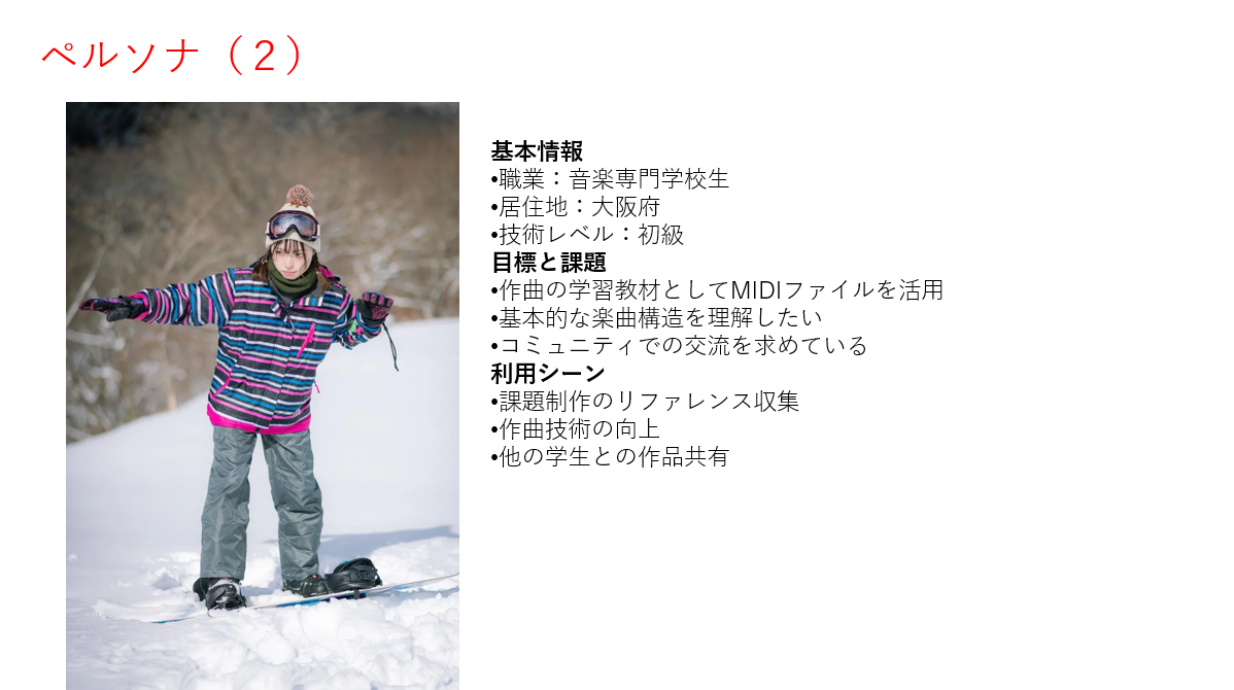 ペルソナ（２）
基本情報
•職業：音楽専門学校生
•居住地：大阪府
•技術レベル：初級
目標と課題
•作曲の学習教材としてMIDIファイルを活用
•基本的な楽曲構造を理解したい
•コミュニティでの交流を求めている
利用シーン
•課題制作のリファレンス収集
•作曲技術の向上
•他の学生との作品共有